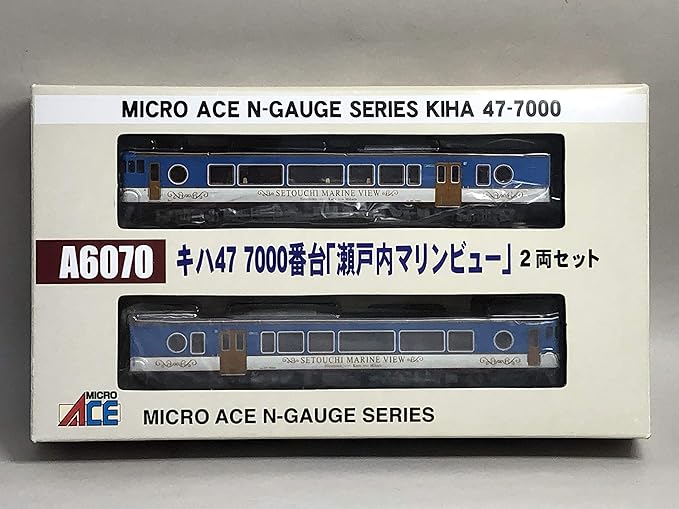 MICRO ACE N-GAUGE SERIES KIHA 47-7000
SETOUCHI MARINE VIEW
A6070 キハ47 7000番台「瀬戸内マリンビュー」2両セット
SETOUCHI MARINE VIEW
MICRO
ACE
MICRO ACE N-GAUGE SERIES